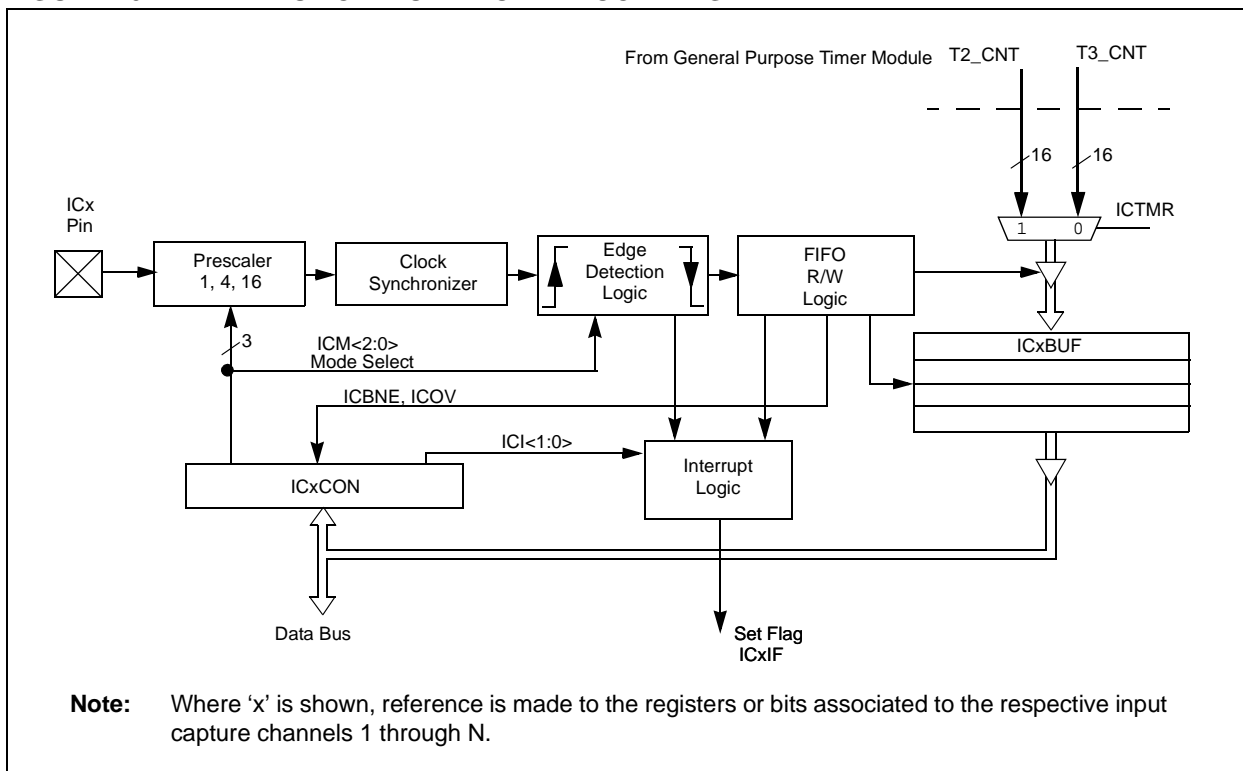 From General Purpose Timer Module
T2_CNT
T3_CNT
16
16
ICx
Pin
ICTMR
1
0
Prescaler
1, 4, 16
Clock
Synchronizer
Edge
Detection
Logic
FIFO
R/W
Logic
3
ICM<2:0>
Mode Select
ICxBUF
ICBNE, ICOV
ICI<1:0>
Interrupt
Logic
ICxCON
Data Bus
Set Flag
ICxIF
Note: Where ‘x’ is shown, reference is made to the registers or bits associated to the respective input
capture channels 1 through N.